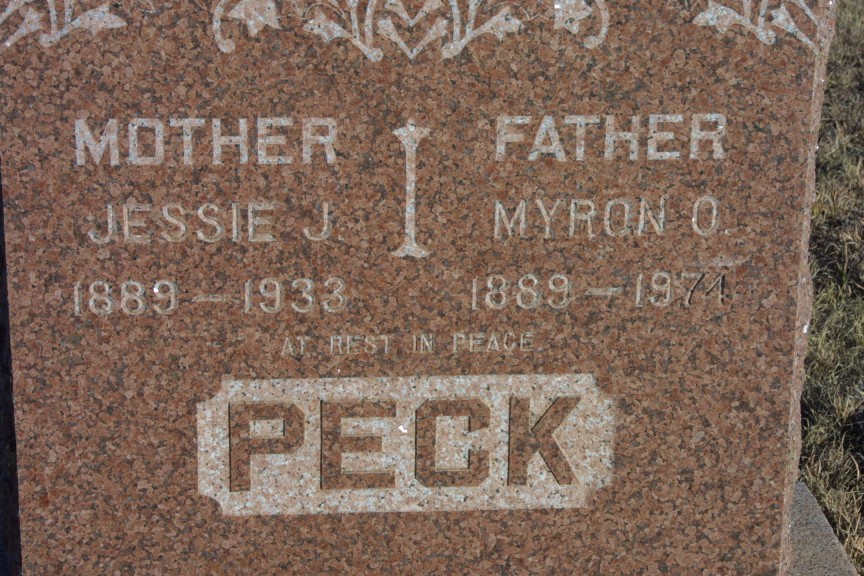 MOTHER FATHER
JESSIE J. MYRON O.
1889–1933 1889–1974
AT REST IN PEACE
PECK